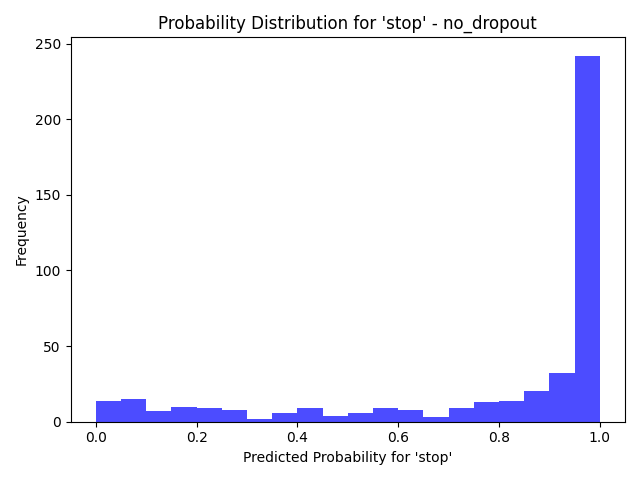 Probability Distribution for 'stop' - no_dropout
250
200
150
100
50
0
Frequency
0.0 0.2 0.4 0.6 0.8 1.0
Predicted Probability for 'stop'